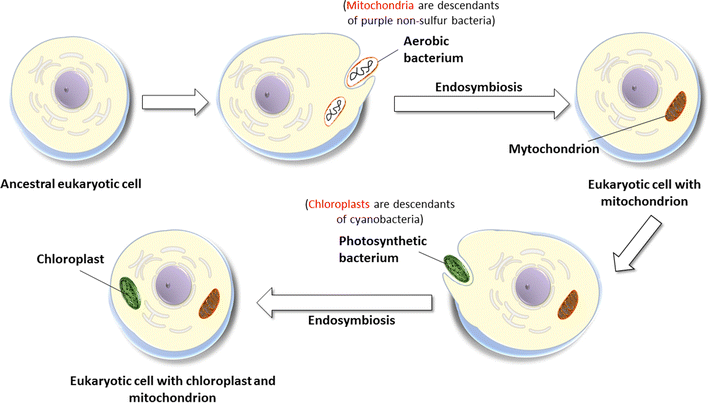 (Mitochondria are descendants
of purple non-sulfur bacteria)
Aerobic
bacterium
Endosymbiosis
Mytochondrion
Ancestral eukaryotic cell
Eukaryotic cell with
mitochondrion
(Chloroplasts are descendants
of cyanobacteria)
Photosynthetic
bacterium
Chloroplast
Endosymbiosis
Eukaryotic cell with chloroplast and
mitochondrion